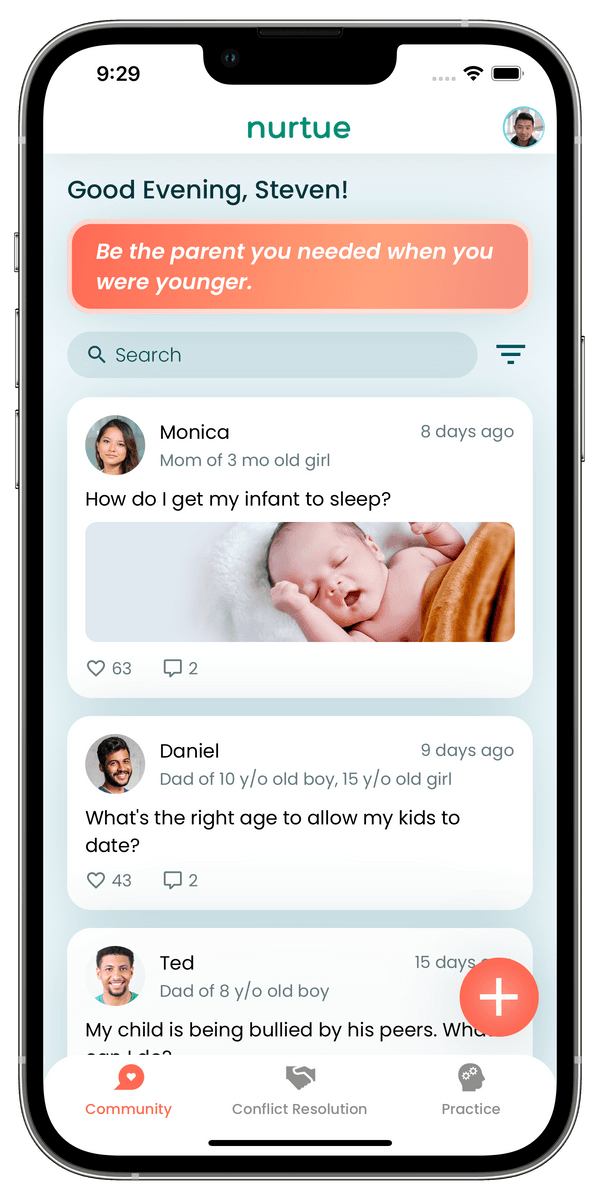 9:29
nurtue
Good Evening, Steven!
Be the parent you needed when you
were younger.
Search
Monica
8 days ago
Mom of 3 mo old girl
How do I get my infant to sleep?
63
2
Daniel
9 days ago
Dad of 10 y/o old boy, 15 y/o old girl
What's the right age to allow my kids to
date?
43
2
Ted
15 days
Dad of 8 y/o old boy
My child is being bullied by his peers. What
can I do?
Community
Conflict Resolution
Practice